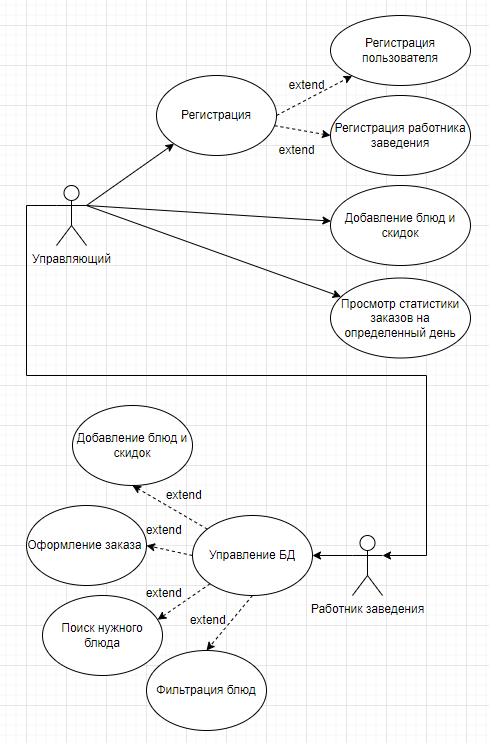 Регистрация
пользователя
extend
Регистрация
Регистрация работника
заведения
extend
Добавление блюд и
скидок
Управляющий
Просмотр статистики
заказов на
определенный день
Добавление блюд и
скидок
extend
extend
Оформление заказа
Управление БД
extend
Работник заведения
Поиск нужного
блюда
extend
Фильтрация блюд